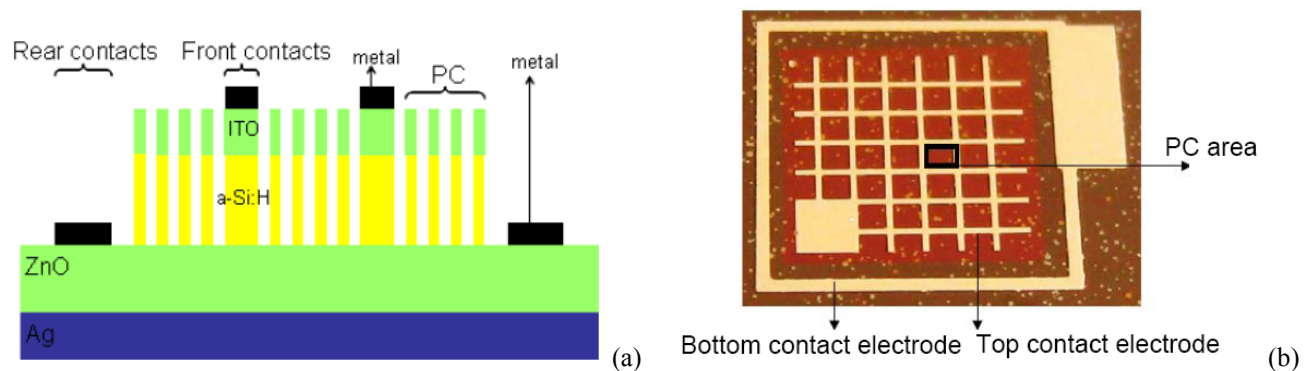 Rear contacts
Front contacts
metal
PC
metal
ITO
a-Si:H
ZnO
Ag
(a)
PC area
Bottom contact electrode
Top contact electrode
(b)